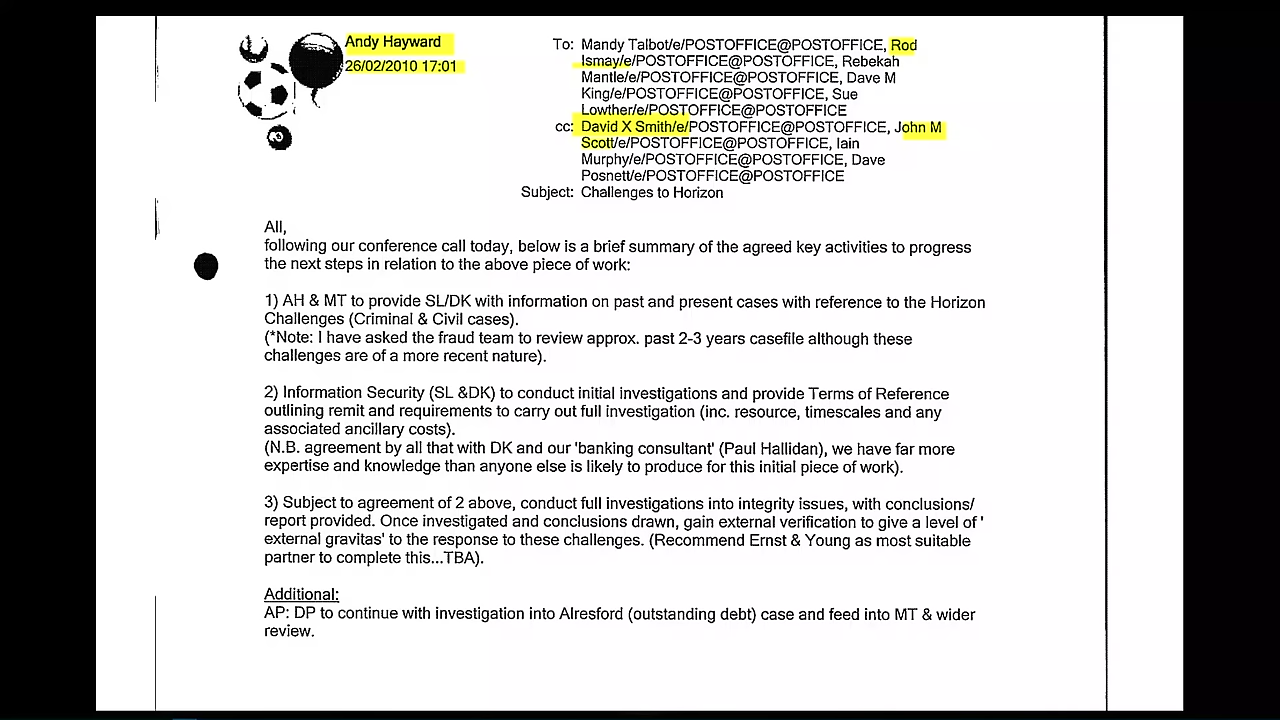 Andy Hayward
26/02/2010 17:01
To: Mandy Talbot/e/POSTOFFICE@POSTOFFICE, Rod
Ismay/e/POSTOFFICE@POSTOFFICE, Rebekah
Mantle/e/POSTOFFICE@POSTOFFICE, Dave M
King/e/POSTOFFICE@POSTOFFICE, Sue
Lowther/e/POSTOFFICE@POSTOFFICE
cc: David X Smith/e/POSTOFFICE@POSTOFFICE, John M
Scott/e/POSTOFFICE@POSTOFFICE, Iain
Murphy/e/POSTOFFICE@POSTOFFICE, Dave
Posnett/e/POSTOFFICE@POSTOFFICE
Subject: Challenges to Horizon
All,
following our conference call today, below is a brief summary of the agreed key activities to progress
the next steps in relation to the above piece of work:
1) AH & MT to provide SL/DK with information on past and present cases with reference to the Horizon
Challenges (Criminal & Civil cases).
(*Note: I have asked the fraud team to review approx. past 2-3 years casefile although these
challenges are of a more recent nature).
2) Information Security (SL &DK) to conduct initial investigations and provide Terms of Reference
outlining remit and requirements to carry out full investigation (inc. resource, timescales and any
associated ancillary costs).
(N.B. agreement by all that with DK and our 'banking consultant' (Paul Hallidan), we have far more
expertise and knowledge than anyone else is likely to produce for this initial piece of work).
3) Subject to agreement of 2 above, conduct full investigations into integrity issues, with conclusions/
report provided. Once investigated and conclusions drawn, gain external verification to give a level of '
external gravitas' to the response to these challenges. (Recommend Ernst & Young as most suitable
partner to complete this...TBA).
Additional:
AP: DP to continue with investigation into Alresford (outstanding debt) case and feed into MT & wider
review.